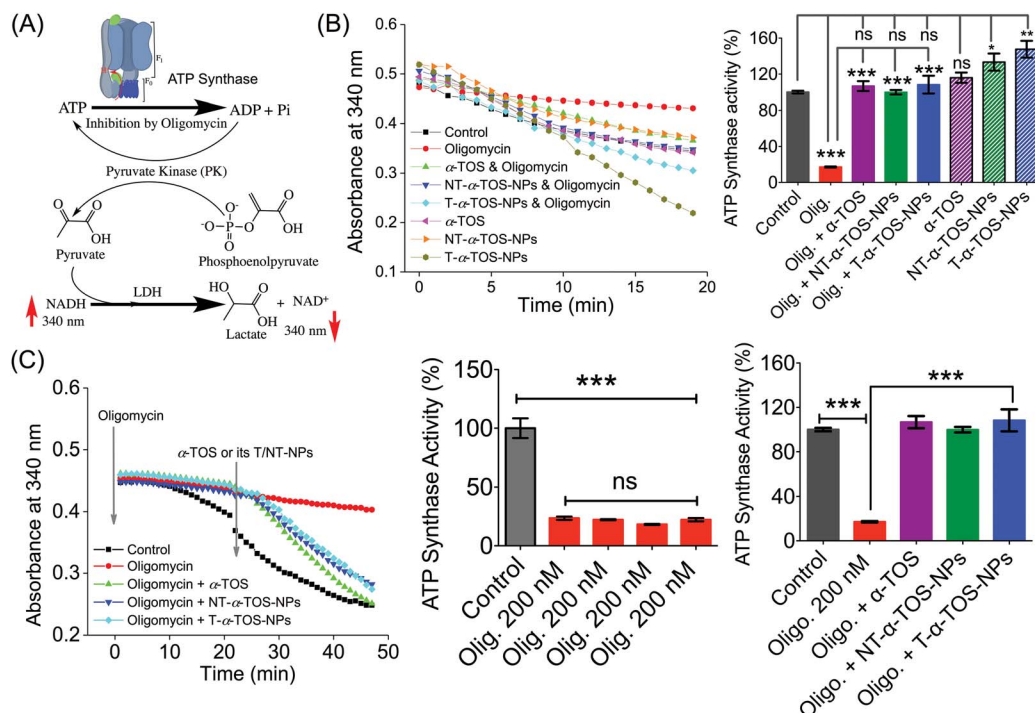 (A)
F₁
F₀
ATP Synthase
ATP
ADP + Pi
Inhibition by Oligomycin
Pyruvate Kinase (PK)
O
O
OH
Pyruvate
O⁻
⁻O
P
O
O
O
OH
Phosphoenolpyruvate
NADH
340 nm
LDH
HO
O
OH
Lactate
+ NAD⁺
340 nm
(B)
Absorbance at 340 nm
0.6
0.5
0.4
0.3
0.2
0.1
Control
Oligomycin
α-TOS & Oligomycin
NT-α-TOS-NPs & Oligomycin
T-α-TOS-NPs & Oligomycin
α-TOS
NT-α-TOS-NPs
T-α-TOS-NPs
0 5 10 15 20
Time (min)
ATP Synthase activity (%)
160
120
80
40
0
ns ns ns
*** *** *** ns * **
***
Control
Olig.
Olig. + α-TOS
Olig. + NT-α-TOS-NPs
Olig. + T-α-TOS-NPs
α-TOS
NT-α-TOS-NPs
T-α-TOS-NPs
(C)
Absorbance at 340 nm
0.6
0.5
0.4
0.3
0.2
Oligomycin
α-TOS or its T/NT-NPs
Control
Oligomycin
Oligomycin + α-TOS
Oligomycin + NT-α-TOS-NPs
Oligomycin + T-α-TOS-NPs
0 10 20 30 40 50
Time (min)
ATP Synthase Activity (%)
150
100
50
0
***
ns
Control
Olig. 200 nM
Olig. 200 nM
Olig. 200 nM
Olig. 200 nM
ATP Synthase Activity (%)
160
120
80
40
0
***
***
Control
Oligo. 200 nM
Oligo. + α-TOS
Oligo. + NT-α-TOS-NPs
Oligo. + T-α-TOS-NPs